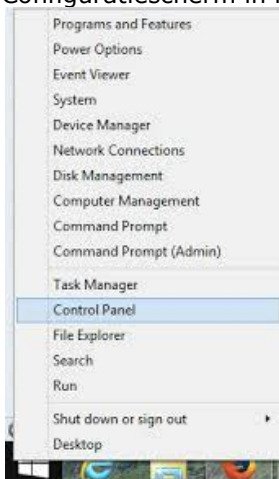 Configuratiescherm in
Programs and Features
Power Options
Event Viewer
System
Device Manager
Network Connections
Disk Management
Computer Management
Command Prompt
Command Prompt (Admin)
Task Manager
Control Panel
File Explorer
Search
Run
Shut down or sign out
Desktop